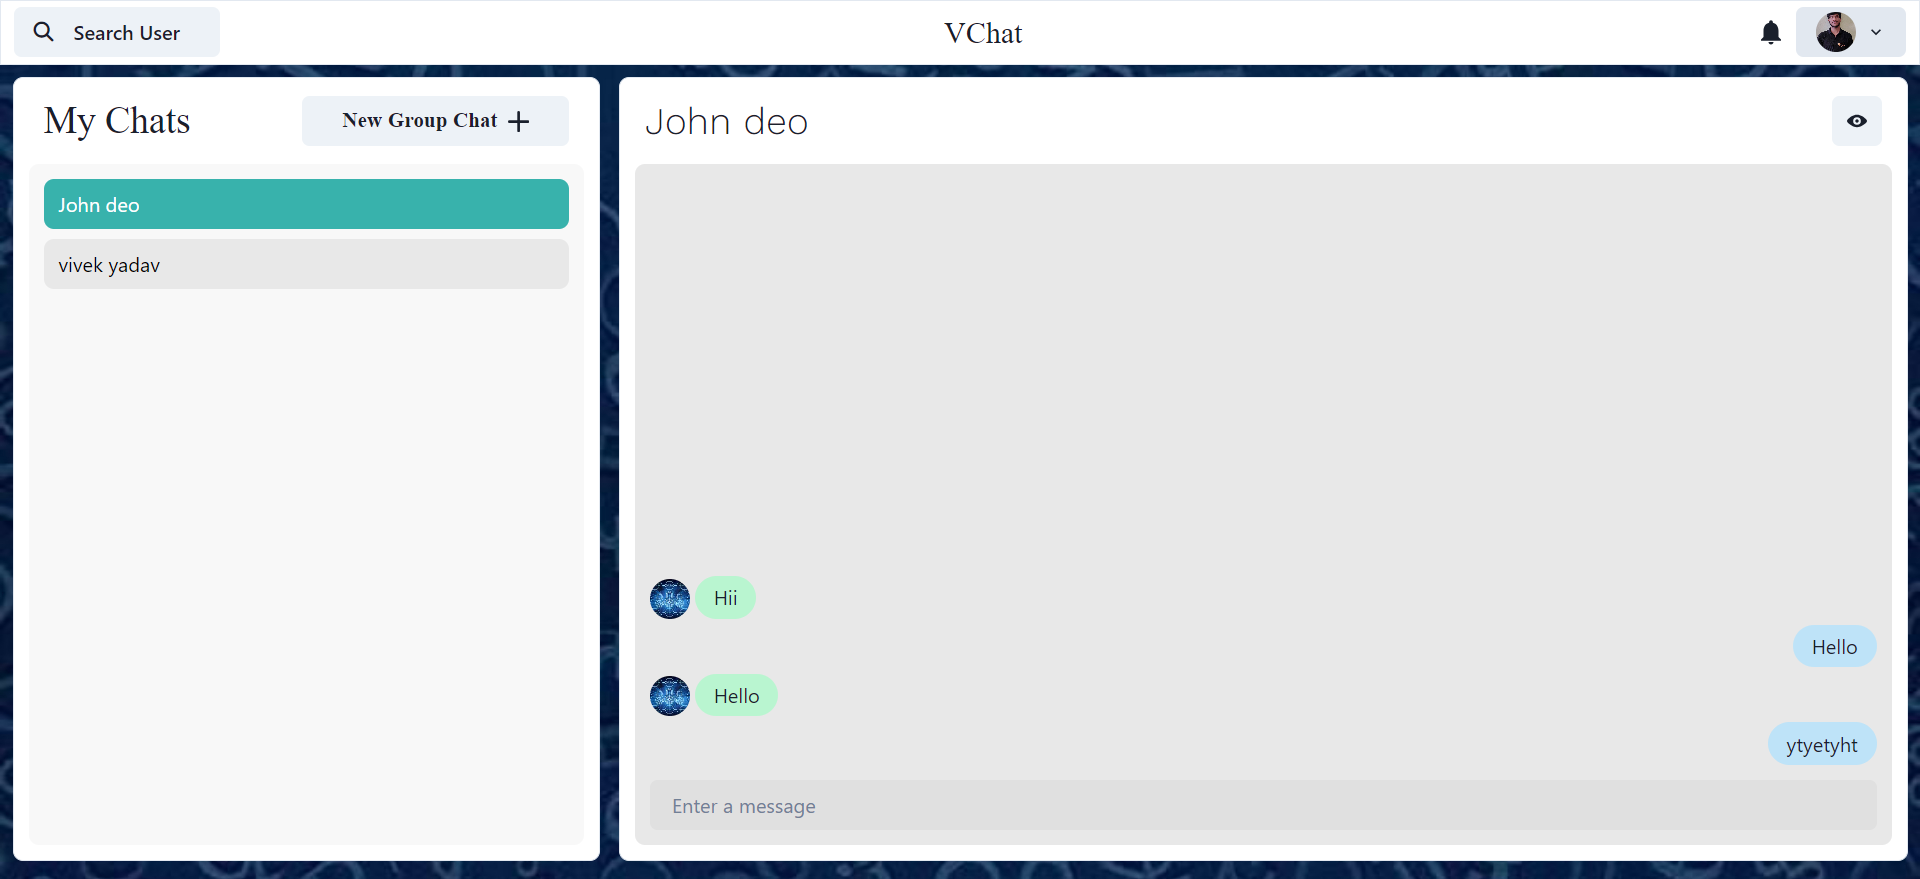 Search User
VChat
My Chats
New Group Chat
John deo
vivek yadav
John deo
Hii
Hello
Hello
ytyetyht
Enter a message